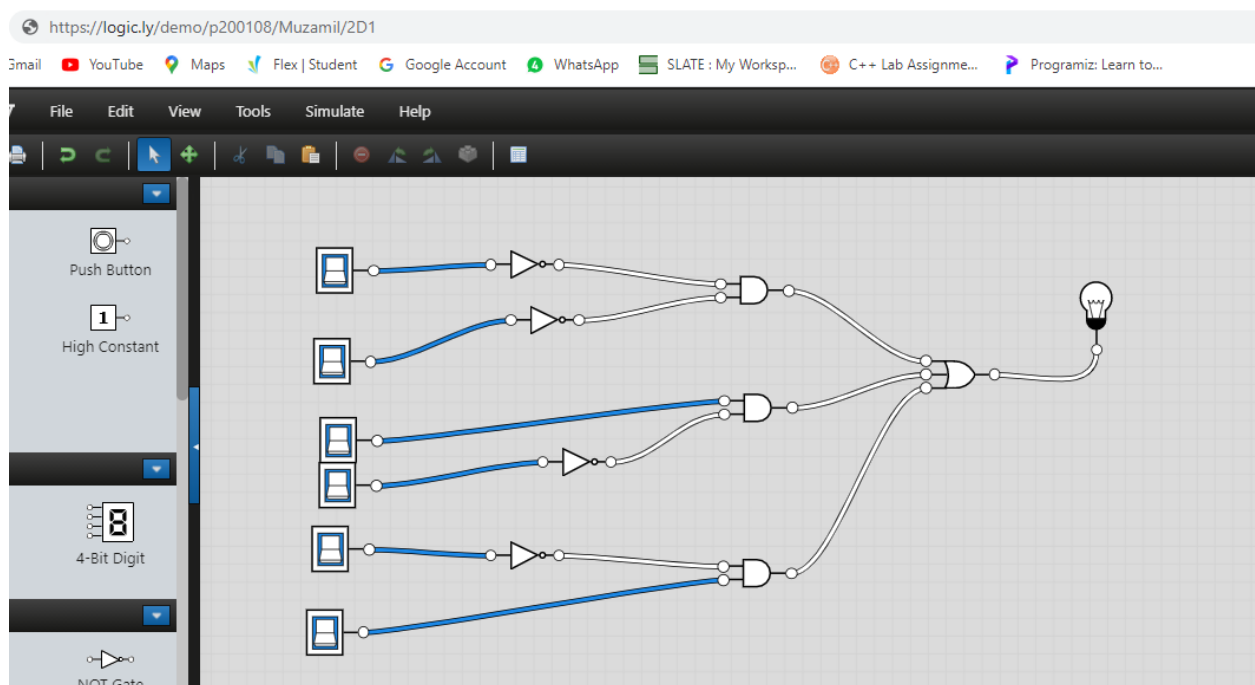 https://logic.ly/demo/p200108/Muzamil/2D1
Gmail YouTube Maps Flex | Student Google Account WhatsApp SLATE : My Worksp... C++ Lab Assignme... Programiz: Learn to...
File Edit View Tools Simulate Help
Push Button
1
High Constant
8
4-Bit Digit
NOT Gate